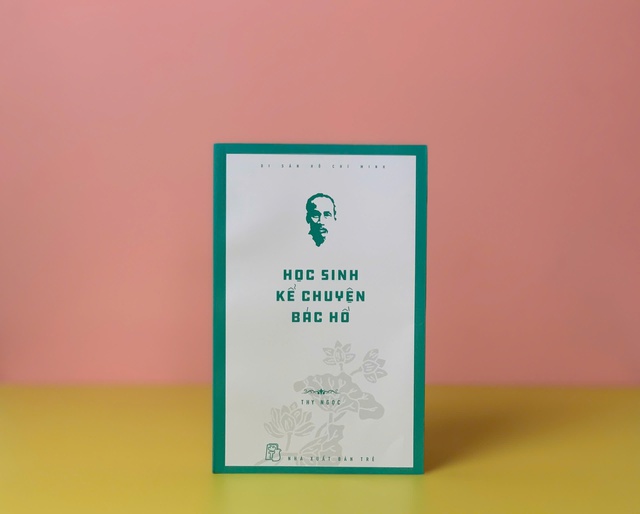 DI SẢN HỒ CHÍ MINH
HỌC SINH
KỂ CHUYỆN
BÁC HỒ
THY NGỌC
NHÀ XUẤT BẢN TRẺ